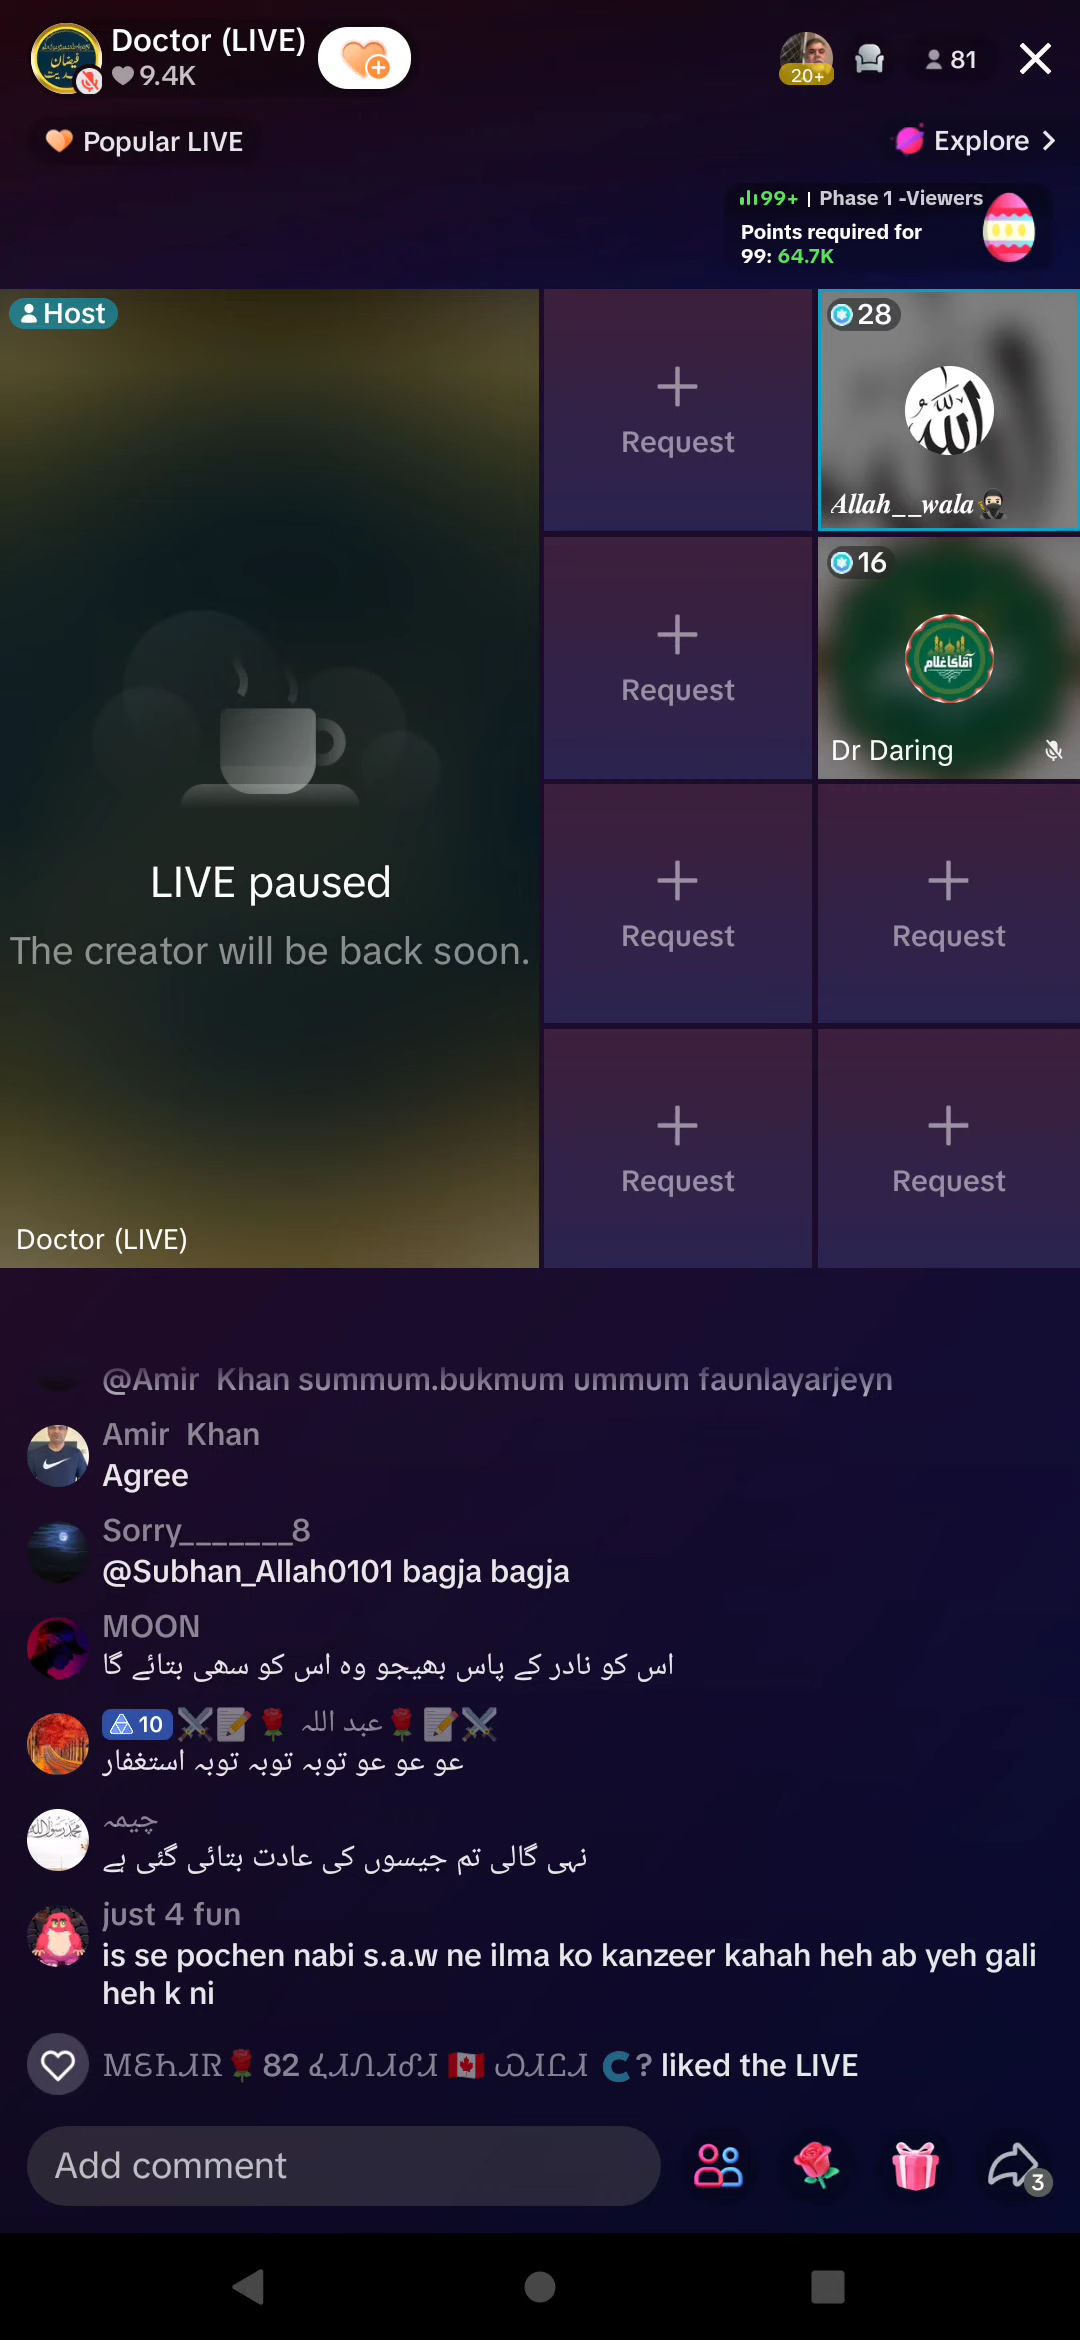 Doctor (LIVE)
9.4K
20+
81
Popular LIVE
Explore
99+ | Phase 1 -Viewers
Points required for
99: 64.7K
Host
Request
28
Allah__wala
Request
16
آقا کا غلام
Dr Daring
LIVE paused
The creator will be back soon.
Request
Request
Request
Request
Doctor (LIVE)
@Amir Khan summum.bukmum ummum faunlayarjeyn
Amir Khan
Agree
Sorry_______8
@Subhan_Allah0101 bagja bagja
MOON
اس کو نادر کے پاس بھیجو وہ اس کو سھی بتائے گا
10 ⚔️📝🌹 عبد اللہ 🌹📝⚔️
عو عو عو توبہ توبہ توبہ استغفار
چیمہ
نہی گالی تم جیسوں کی عادت بتائی گئی ہے
just 4 fun
is se pochen nabi s.a.w ne ilma ko kanzeer kahah heh ab yeh gali
heh k ni
82 🇨🇦 ? liked the LIVE
Add comment
3